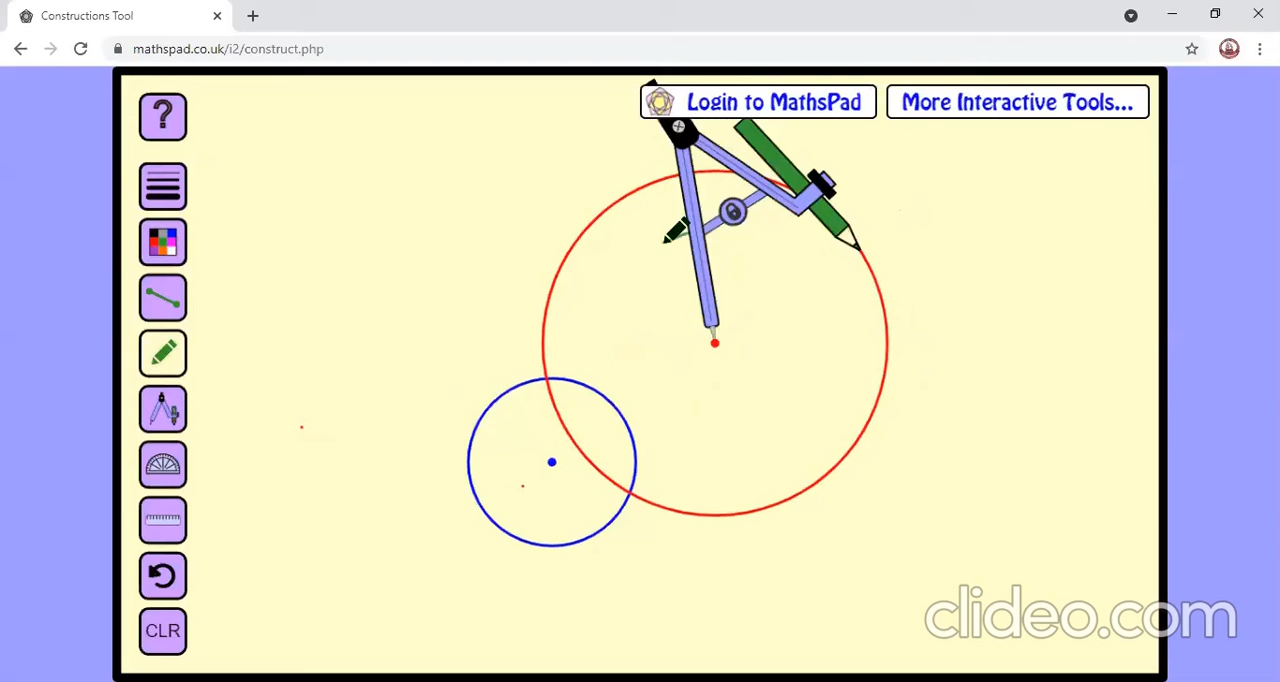 Constructions Tool
mathspad.co.uk/i2/construct.php
?
Login to MathsPad
More Interactive Tools...
CLR
clideo.com